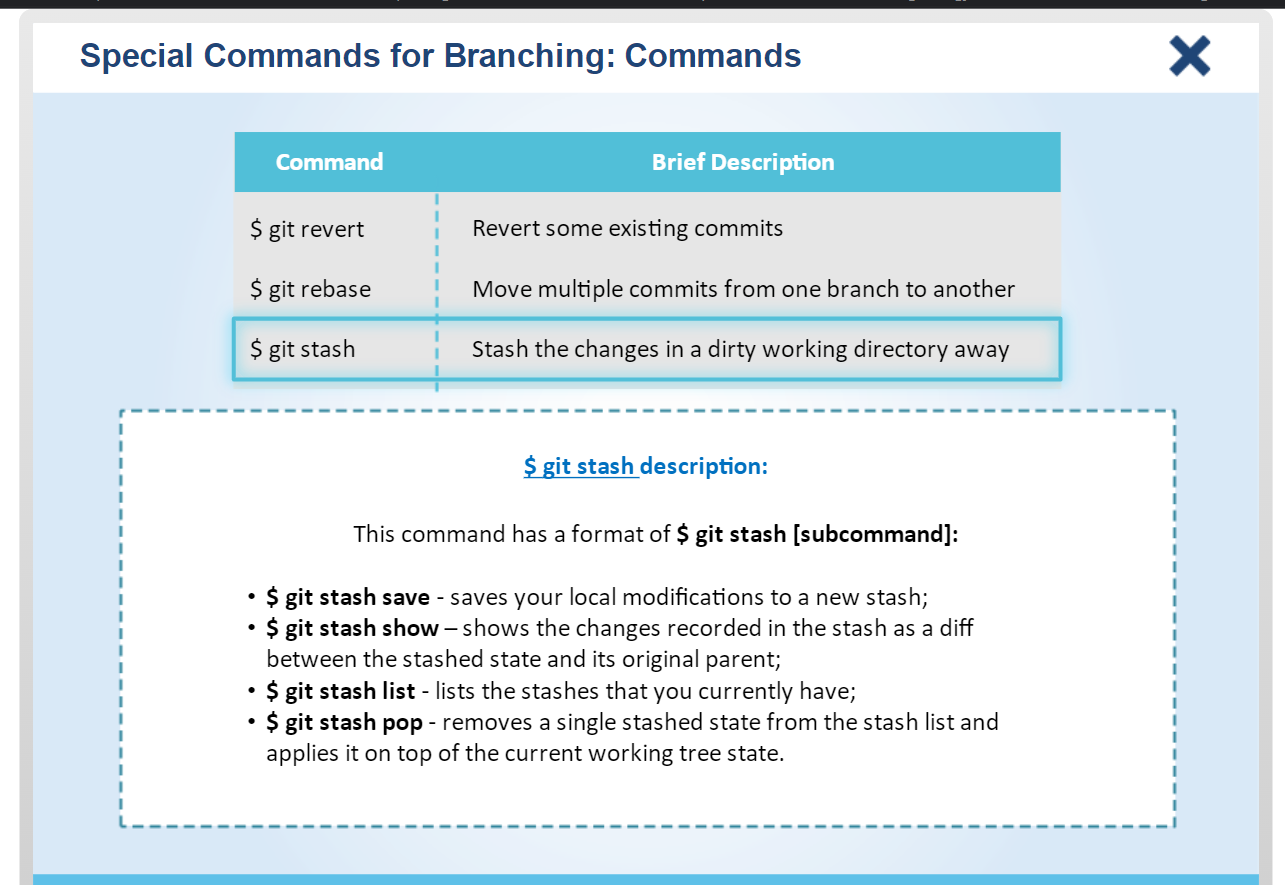 Special Commands for Branching: Commands
Command Brief Description
$ git revert Revert some existing commits
$ git rebase Move multiple commits from one branch to another
$ git stash Stash the changes in a dirty working directory away
$ git stash description:
This command has a format of $ git stash [subcommand]:
• $ git stash save - saves your local modifications to a new stash;
• $ git stash show – shows the changes recorded in the stash as a diff
between the stashed state and its original parent;
• $ git stash list - lists the stashes that you currently have;
• $ git stash pop - removes a single stashed state from the stash list and
applies it on top of the current working tree state.